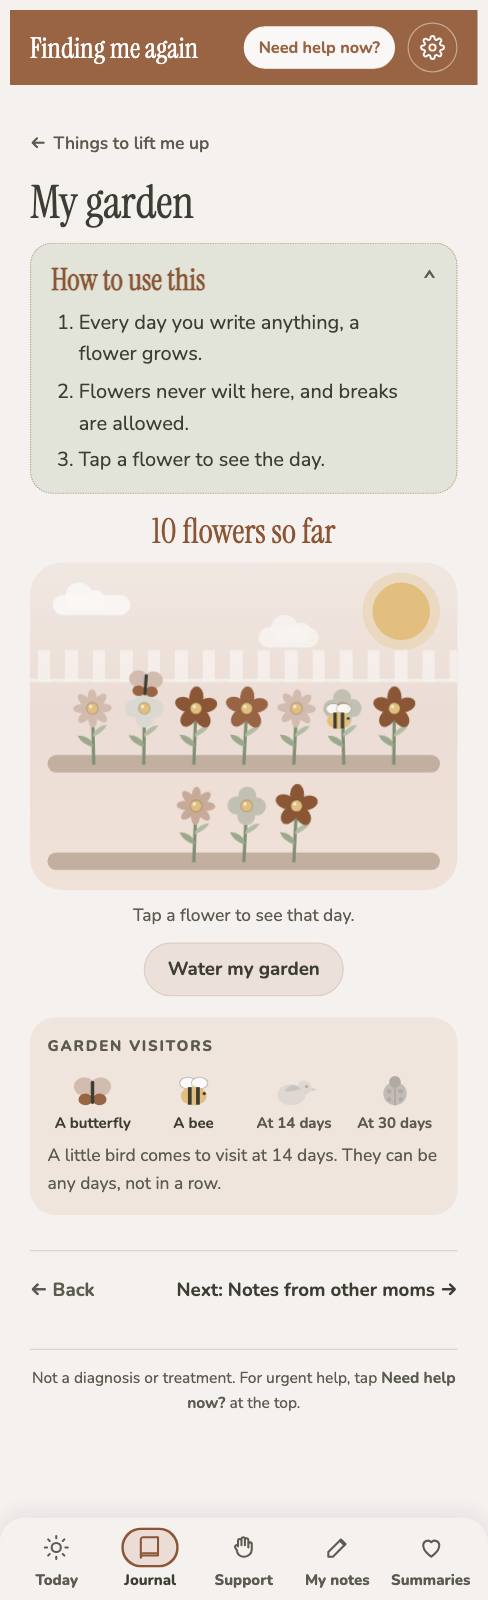 Finding me again
Need help now?
← Things to lift me up
My garden
How to use this
1. Every day you write anything, a
flower grows.
2. Flowers never wilt here, and breaks
are allowed.
3. Tap a flower to see the day.
10 flowers so far
Tap a flower to see that day.
Water my garden
GARDEN VISITORS
A butterfly
A bee
At 14 days
At 30 days
A little bird comes to visit at 14 days. They can be
any days, not in a row.
← Back
Next: Notes from other moms →
Not a diagnosis or treatment. For urgent help, tap Need help
now? at the top.
Today
Journal
Support
My notes
Summaries